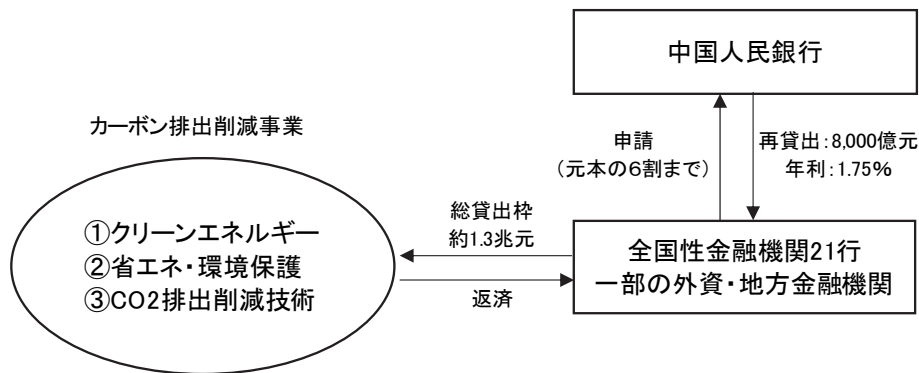 中国人民銀行
カーボン排出削減事業
申請
(元本の6割まで)
再貸出:8,000億元
年利:1.75%
総貸出枠
約1.3兆元
①クリーンエネルギー
②省エネ・環境保護
③CO2排出削減技術
全国性金融機関21行
一部の外資・地方金融機関
返済